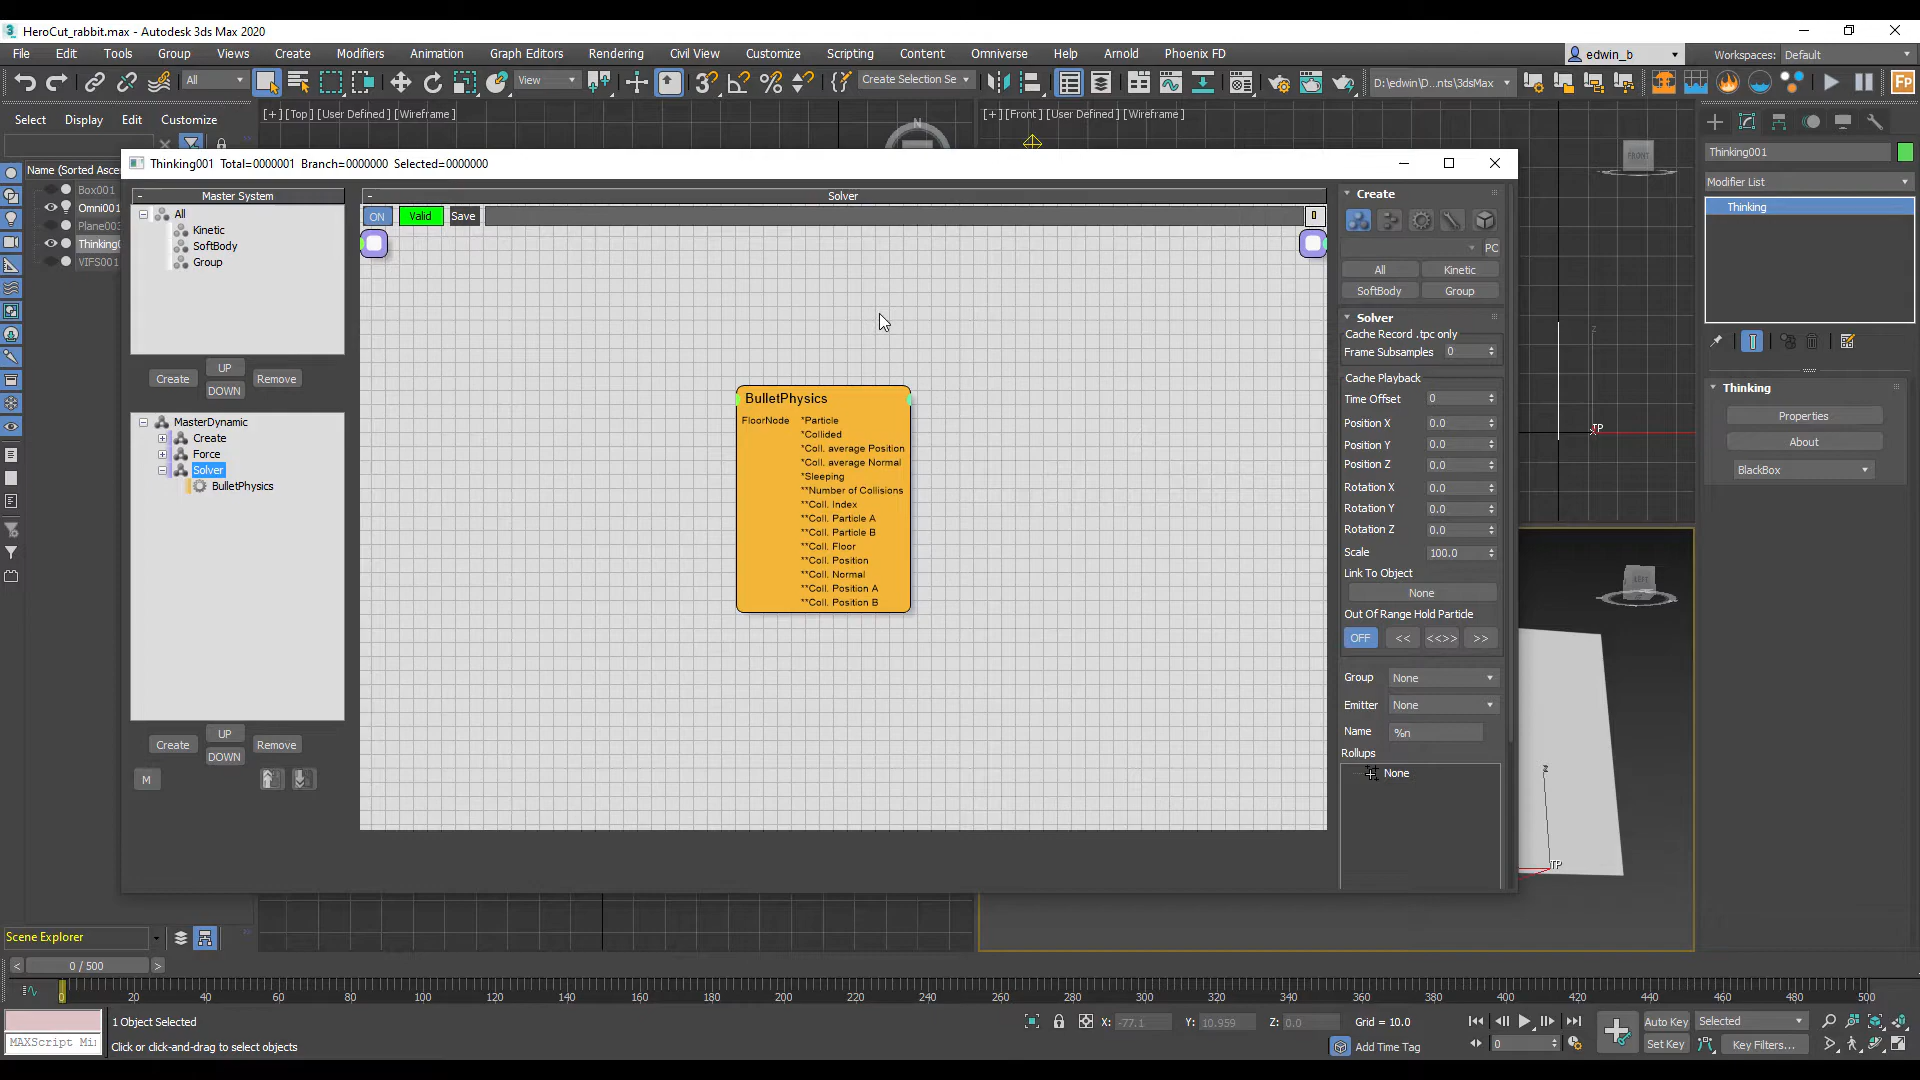 HeroCut_rabbit.max - Autodesk 3ds Max 2020
File Edit Tools Group Views Create Modifiers Animation Graph Editors Rendering Civil View Customize Scripting Content Omniverse Help Arnold Phoenix FD
edwin_b
Workspaces: Default
All View Create Selection Se D:\edwin\D...nts\3dsMax
Select Display Edit Customize
[+] [Top] [User Defined] [Wireframe]
[+] [Front] [User Defined] [Wireframe]
Name (Sorted Asce
Box001
Omni001
Plane003
Thinking0
VIFS001
Thinking001 Total=0000001 Branch=0000000 Selected=0000000
Master System
All
Kinetic
SoftBody
Group
Create UP Remove
DOWN
MasterDynamic
Create
Force
Solver
BulletPhysics
Create UP Remove
DOWN
M
Solver
ON Valid Save
BulletPhysics
FloorNode *Particle
*Collided
*Coll. average Position
*Coll. average Normal
*Sleeping
**Number of Collisions
**Coll. Index
**Coll. Particle A
**Coll. Particle B
**Coll. Floor
**Coll. Position
**Coll. Normal
**Coll. Position A
**Coll. Position B
Create
PC
All Kinetic
SoftBody Group
Solver
Cache Record .tpc only
Frame Subsamples 0
Cache Playback
Time Offset 0
Position X 0.0
Position Y 0.0
Position Z 0.0
Rotation X 0.0
Rotation Y 0.0
Rotation Z 0.0
Scale 100.0
Link To Object
None
Out Of Range Hold Particle
OFF << <<>> >>
Group None
Emitter None
Name %n
Rollups
None
FRONT
TP
LEFT
z
TP
Thinking001
Modifier List
Thinking
Thinking
Properties
About
BlackBox
Scene Explorer
< 0 / 500 >
0 20 40 60 80 100 120 140 160 180 200 220 240 260 280 300 320 340 360 380 400 420 440 460 480 500
1 Object Selected
MAXScript Mi
Click or click-and-drag to select objects
X: -77.1 Y: 10.959 Z: 0.0 Grid = 10.0
Add Time Tag
0
Auto Key Selected
Set Key Key Filters...